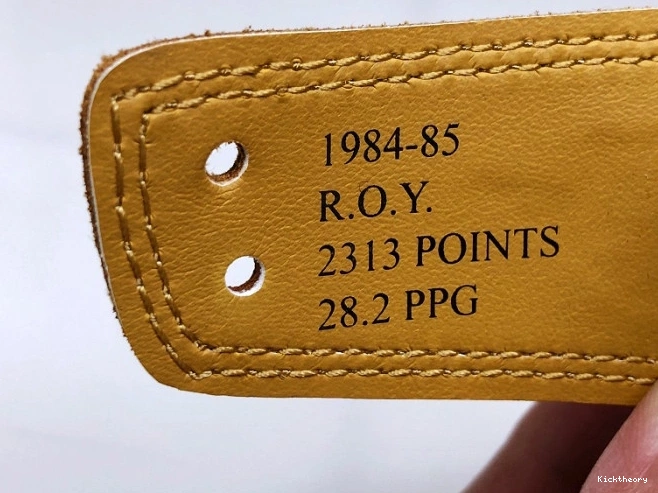 1984-85
R.O.Y.
2313 POINTS
28.2 PPG
Kicktheory